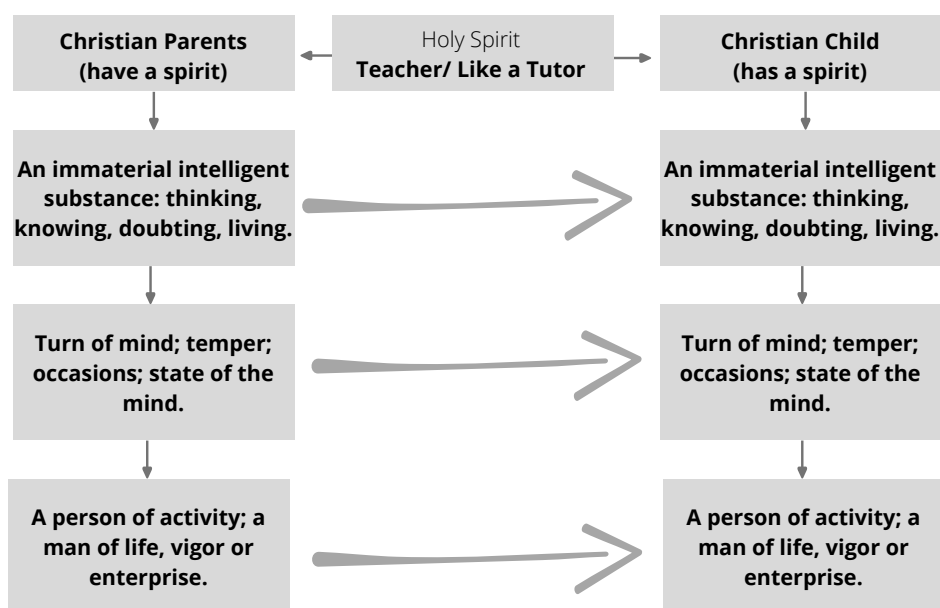 Christian Parents
(have a spirit)
Holy Spirit
Teacher/ Like a Tutor
Christian Child
(has a spirit)
An immaterial intelligent
substance: thinking,
knowing, doubting, living.
An immaterial intelligent
substance: thinking,
knowing, doubting, living.
Turn of mind; temper;
occasions; state of the
mind.
Turn of mind; temper;
occasions; state of the
mind.
A person of activity; a
man of life, vigor or
enterprise.
A person of activity; a
man of life, vigor or
enterprise.